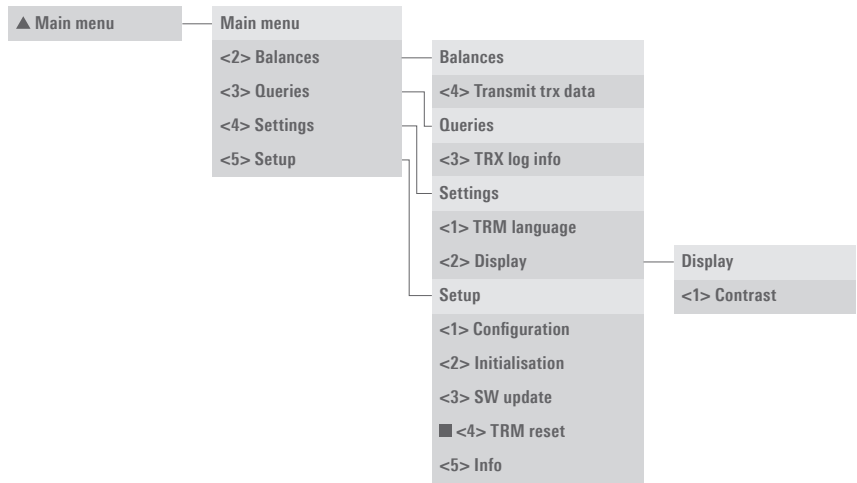 ▲ Main menu
Main menu
<2> Balances
<3> Queries
<4> Settings
<5> Setup
Balances
<4> Transmit trx data
Queries
<3> TRX log info
Settings
<1> TRM language
<2> Display
Setup
<1> Configuration
<2> Initialisation
<3> SW update
■ <4> TRM reset
<5> Info
Display
<1> Contrast